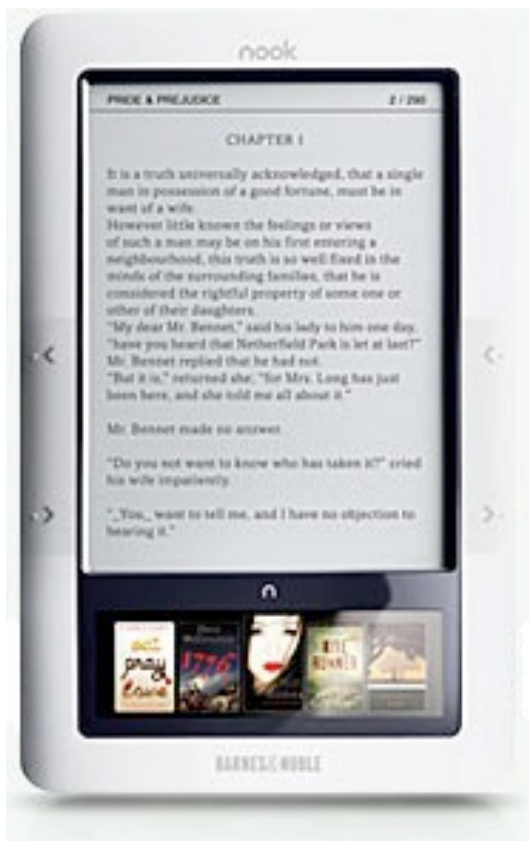 nook
PRIDE & PREJUDICE 2 / 290
CHAPTER 1
It is a truth universally acknowledged, that a single
man in possession of a good fortune, must be in
want of a wife.
However little known the feelings or views
of such a man may be on his first entering a
neighbourhood, this truth is so well fixed in the
minds of the surrounding families, that he is
considered the rightful property of some one or
other of their daughters.
"My dear Mr. Bennet," said his lady to him one day,
"have you heard that Netherfield Park is let at last?"
Mr. Bennet replied that he had not.
"But it is," returned she, "for Mrs. Long has just
been here, and she told me all about it."
Mr. Bennet made no answer.
"Do you not want to know who has taken it?" cried
his wife impatiently.
"_You_ want to tell me, and I have no objection to
hearing it."
n
eat
pray
love
1776
KITE
RUNNER
BARNES & NOBLE